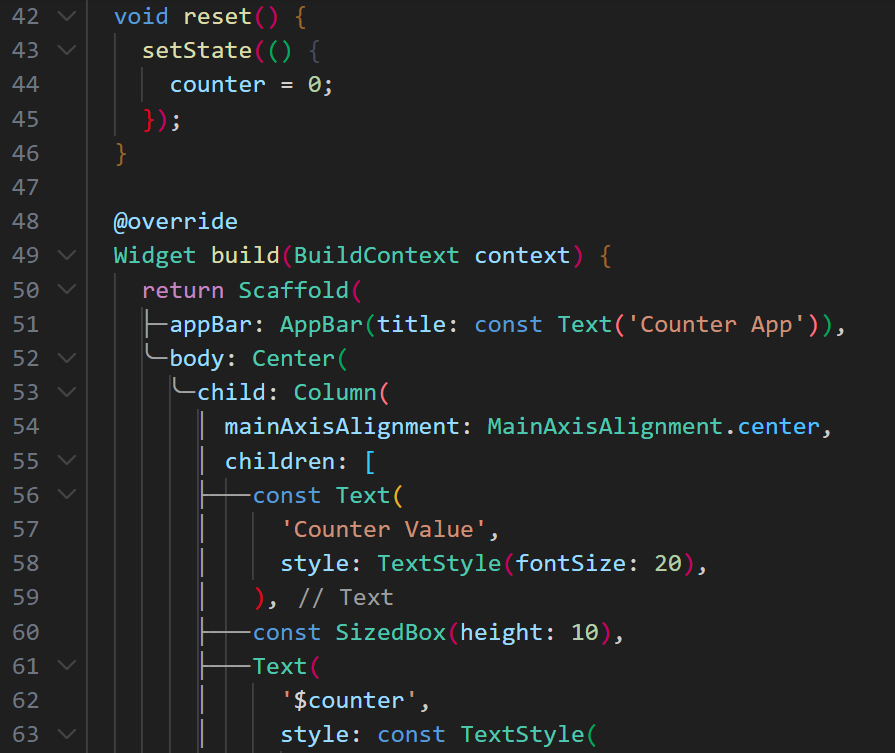 42 void reset() {
43 setState(() {
44 counter = 0;
45 });
46 }
47
48 @override
49 Widget build(BuildContext context) {
50 return Scaffold(
51 appBar: AppBar(title: const Text('Counter App')),
52 body: Center(
53 child: Column(
54 mainAxisAlignment: MainAxisAlignment.center,
55 children: [
56 const Text(
57 'Counter Value',
58 style: TextStyle(fontSize: 20),
59 ), // Text
60 const SizedBox(height: 10),
61 Text(
62 '$counter',
63 style: const TextStyle(